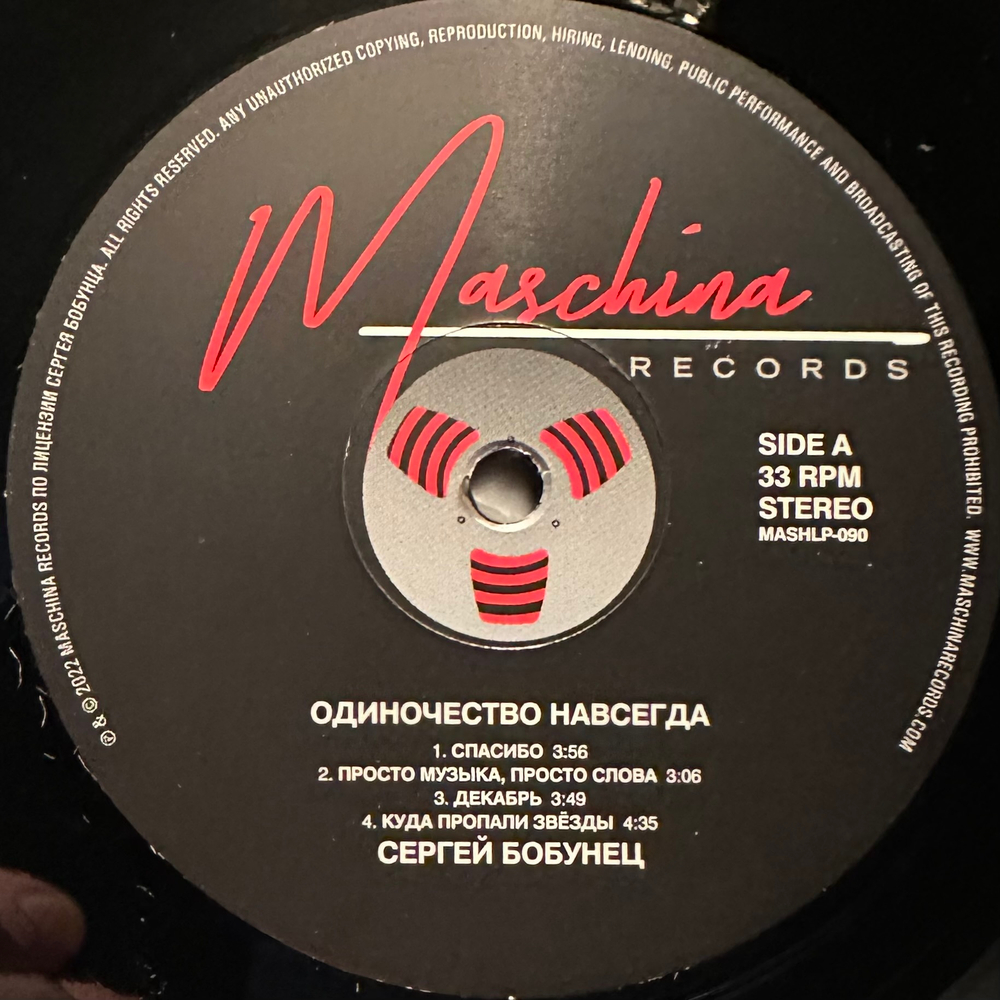 ℗ & © 2022 MASCHINA RECORDS ПО ЛИЦЕНЗИИ СЕРГЕЯ БОБУНЦА. ALL RIGHTS RESERVED. ANY UNAUTHORIZED COPYING, REPRODUCTION, HIRING, LENDING, PUBLIC PERFORMANCE AND BROADCASTING OF THIS RECORDING PROHIBITED. WWW.MASCHINARECORDS.COM
Maschina
RECORDS
SIDE A
33 RPM
STEREO
MASHLP-090
ОДИНОЧЕСТВО НАВСЕГДА
1. СПАСИБО 3:56
2. ПРОСТО МУЗЫКА, ПРОСТО СЛОВА 3:06
3. ДЕКАБРЬ 3:49
4. КУДА ПРОПАЛИ ЗВЁЗДЫ 4:35
СЕРГЕЙ БОБУНЕЦ